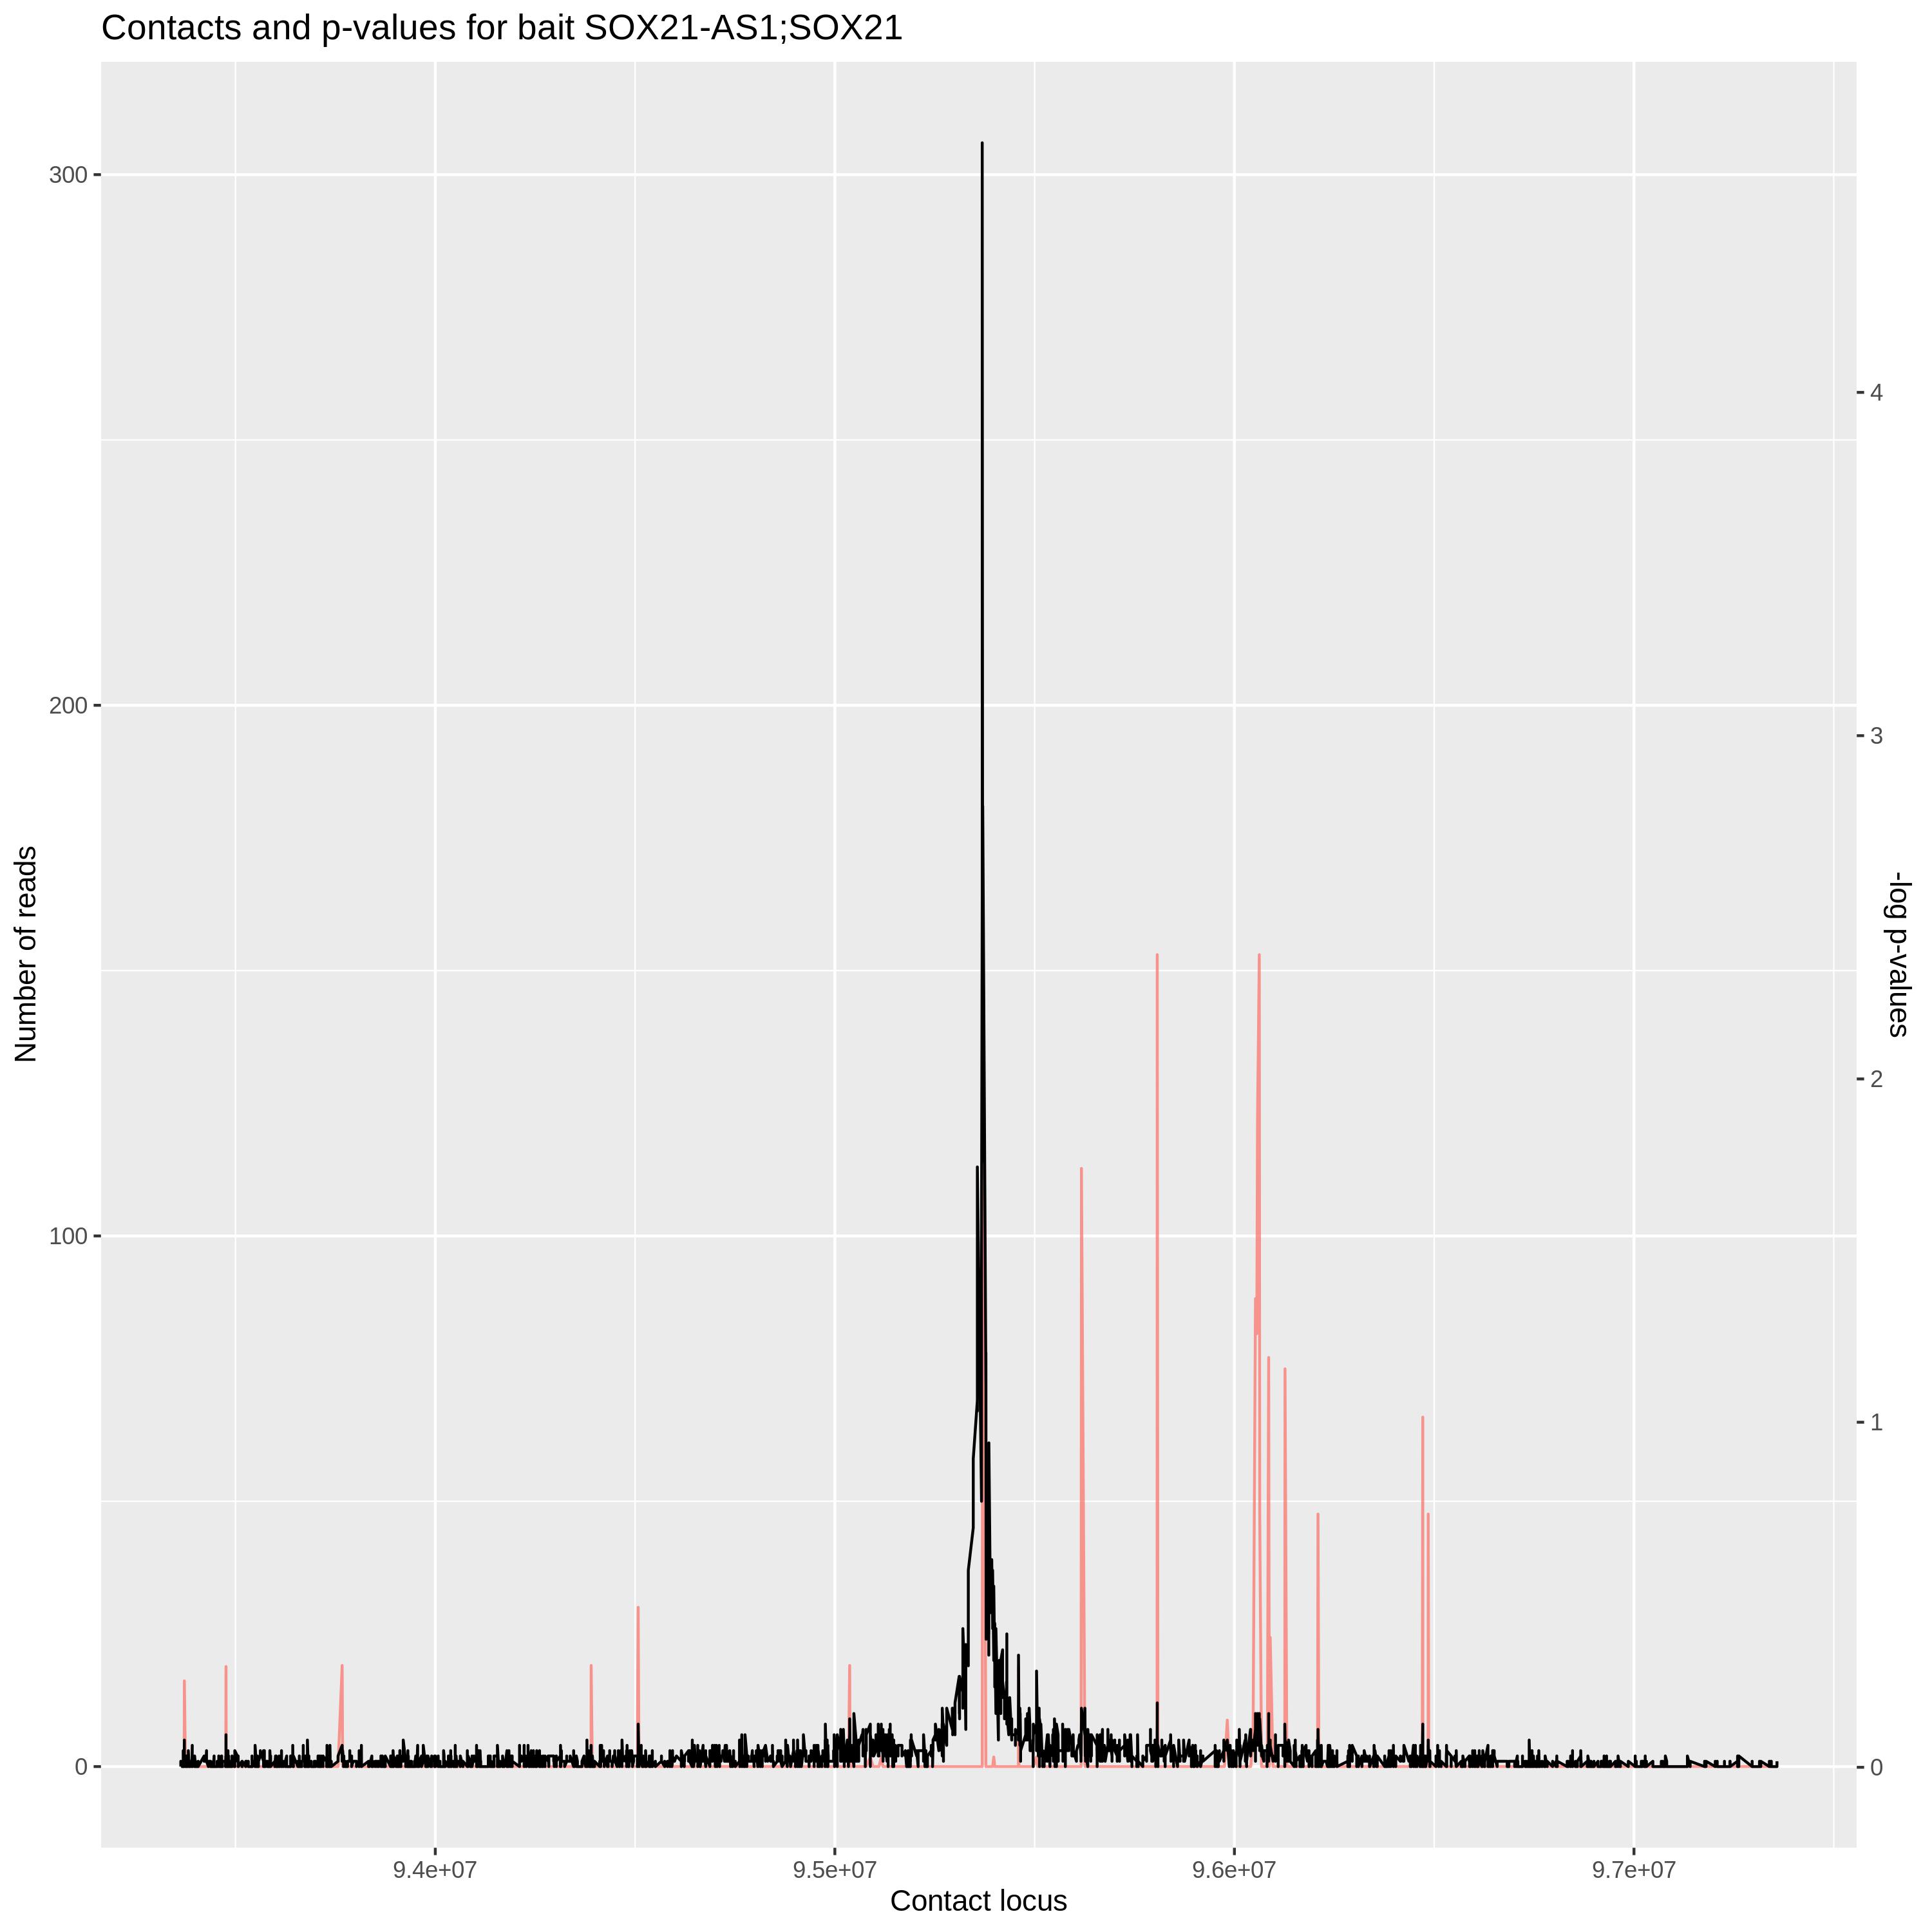 Contacts and p-values for bait SOX21-AS1;SOX21
300
200
100
0
Number of reads
4
3
2
1
0
-log p-values
9.4e+07
9.5e+07
9.6e+07
9.7e+07
Contact locus